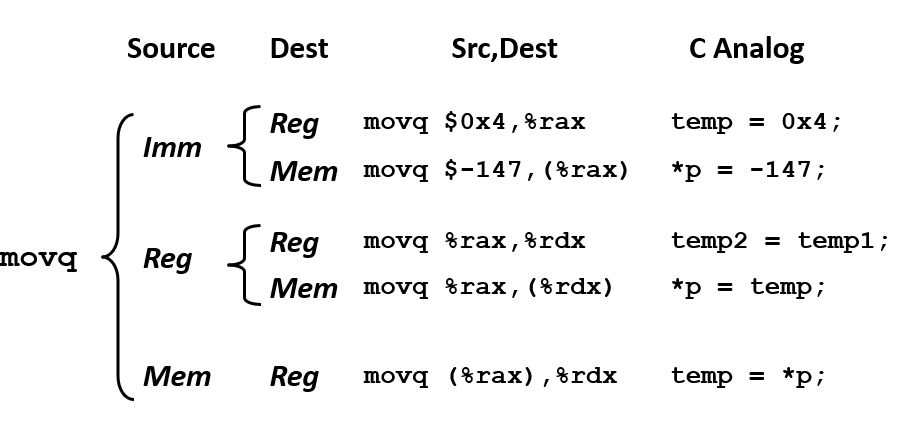 Source Dest Src,Dest C Analog
Imm Reg movq $0x4,%rax temp = 0x4;
Mem movq $-147,(%rax) *p = -147;
movq Reg Reg movq %rax,%rdx temp2 = temp1;
Mem movq %rax,(%rdx) *p = temp;
Mem Reg movq (%rax),%rdx temp = *p;